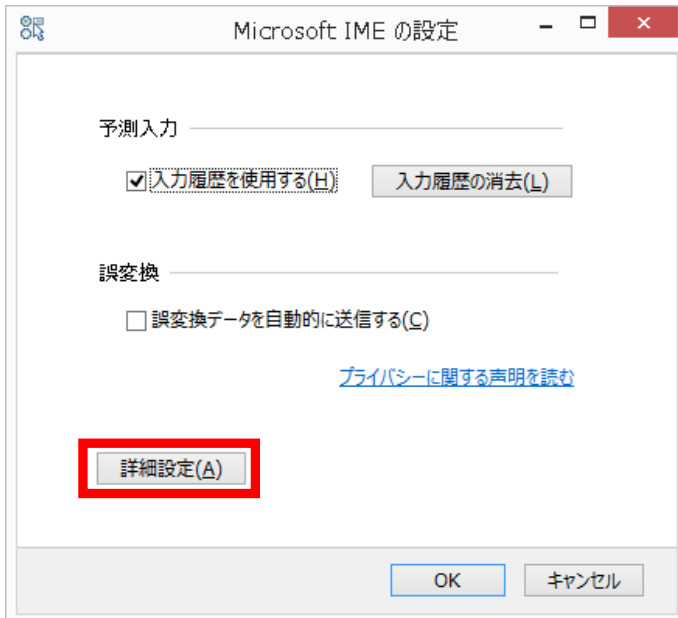 Microsoft IME の設定
予測入力
入力履歴を使用する(H)
入力履歴の消去(L)
誤変換
誤変換データを自動的に送信する(C)
プライバシーに関する声明を読む
詳細設定(A)
OK
キャンセル